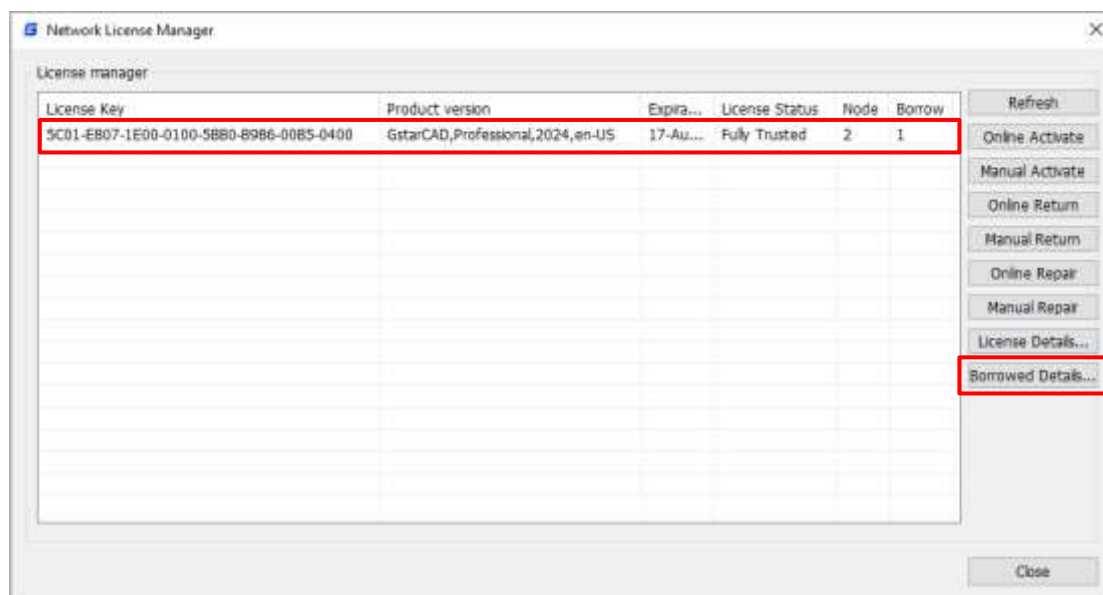 Network License Manager
License manager
License Key Product version Expira... License Status Node Borrow
5C01-E807-1E00-0100-5BB0-B9B6-00B5-0400 GstarCAD,Professional,2024,en-US 17-Au... Fully Trusted 2 1
Refresh
Online Activate
Manual Activate
Online Return
Manual Return
Online Repair
Manual Repair
License Details...
Borrowed Details...
Close